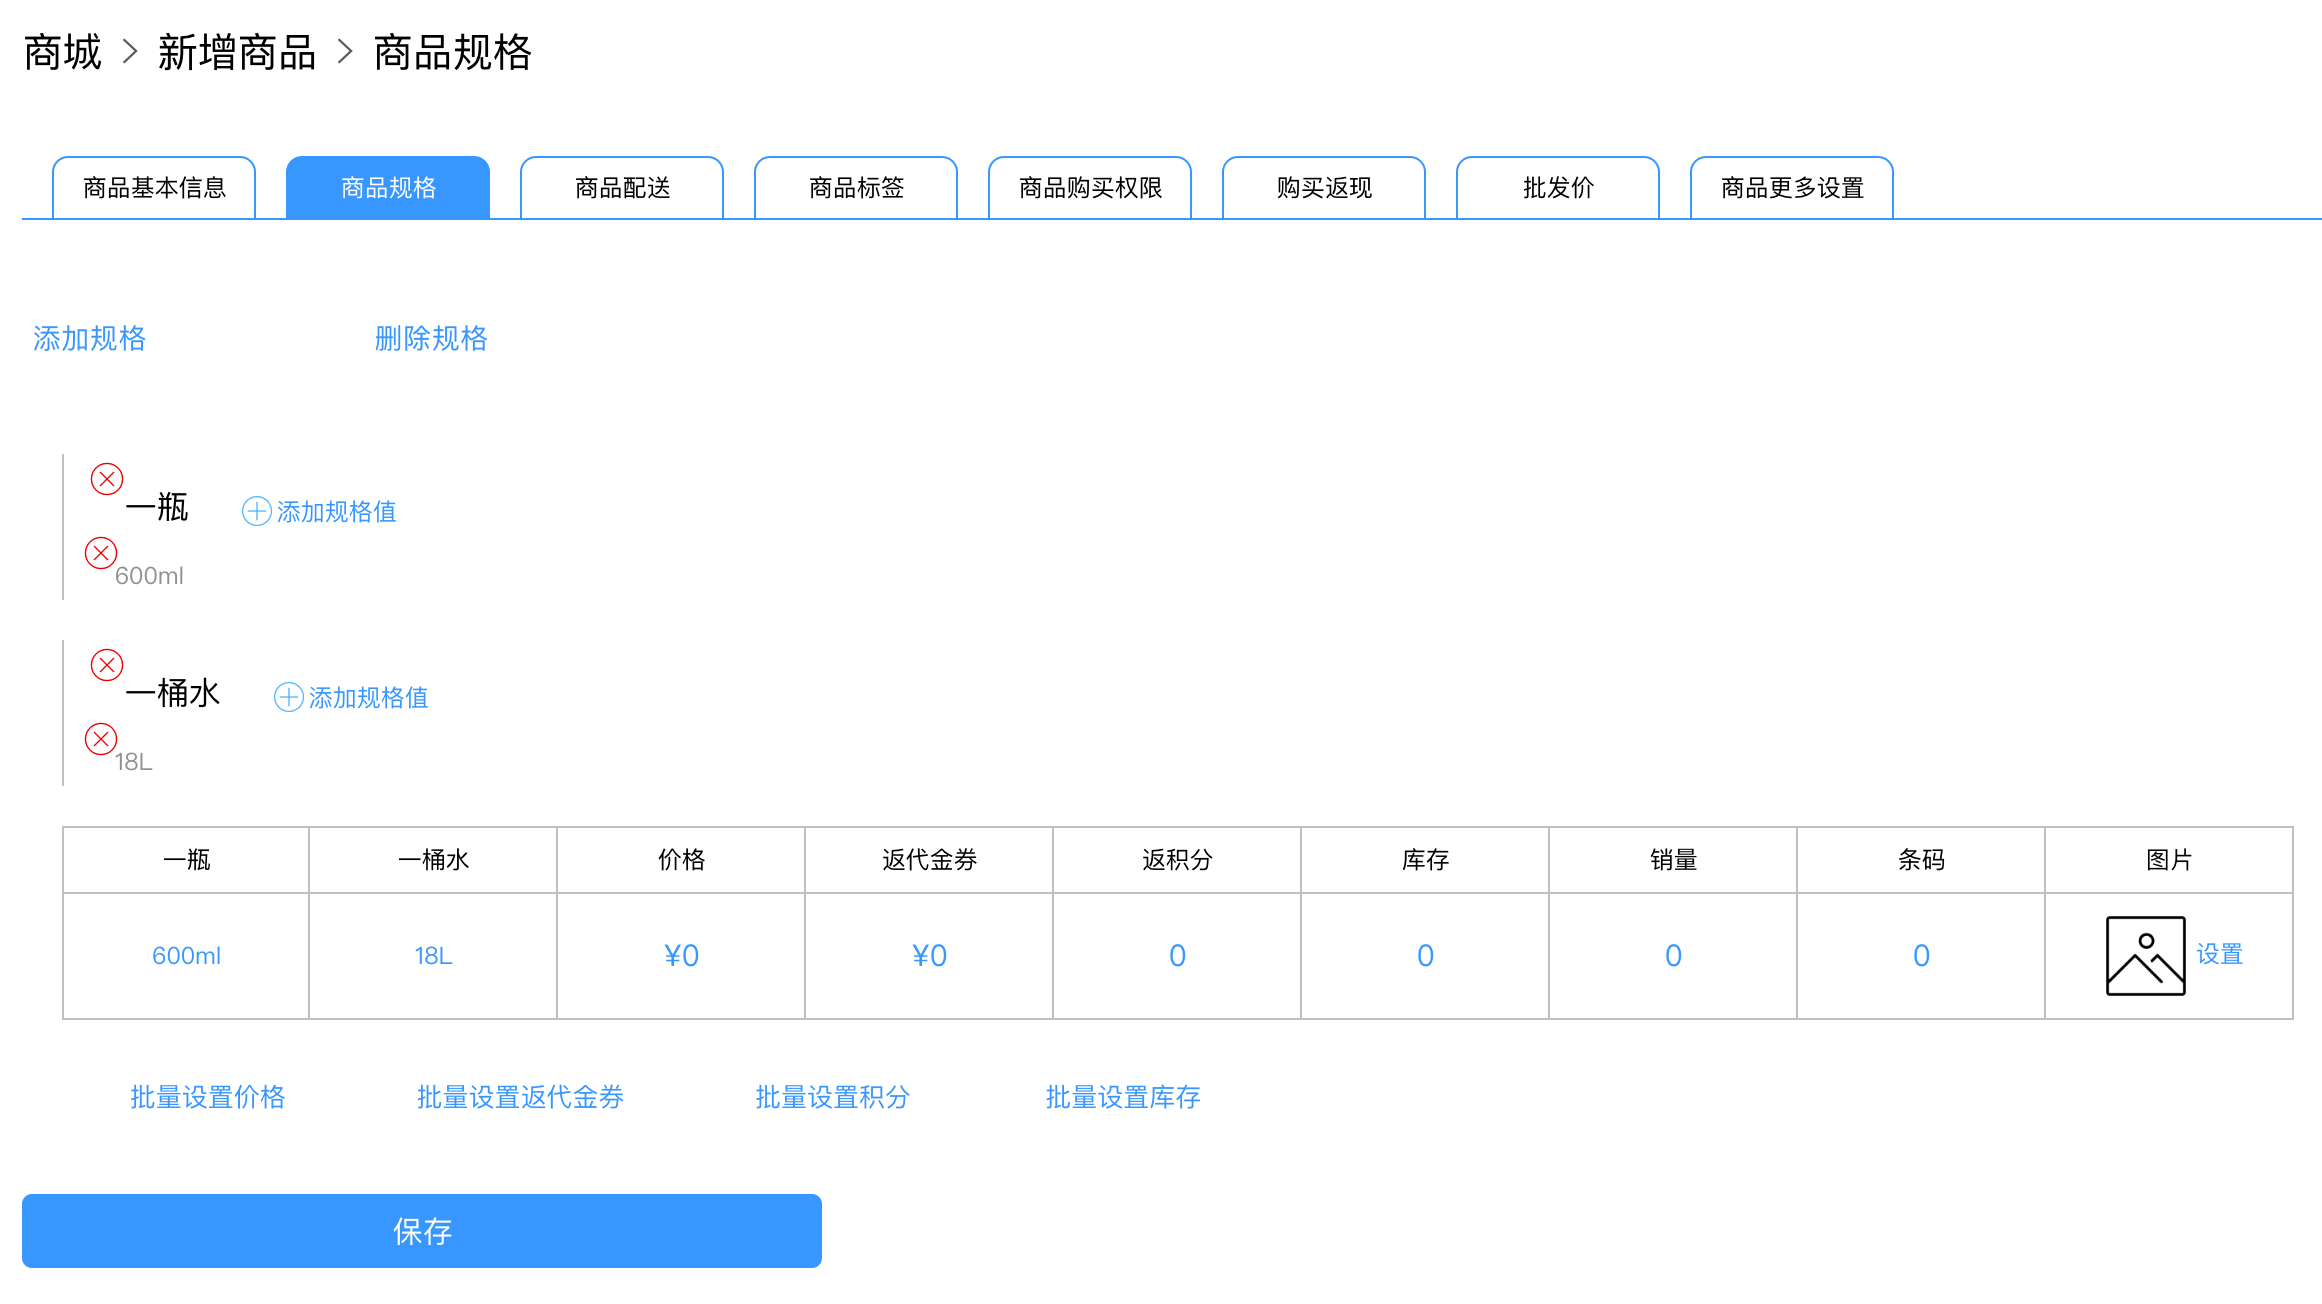 商城 > 新增商品 > 商品规格
商品基本信息 商品规格 商品配送 商品标签 商品购买权限 购买返现 批发价 商品更多设置
添加规格 删除规格
一瓶 添加规格值
600ml
一桶水 添加规格值
18L
一瓶 一桶水 价格 返代金券 返积分 库存 销量 条码 图片
600ml 18L ¥0 ¥0 0 0 0 0 设置
批量设置价格 批量设置返代金券 批量设置积分 批量设置库存
保存